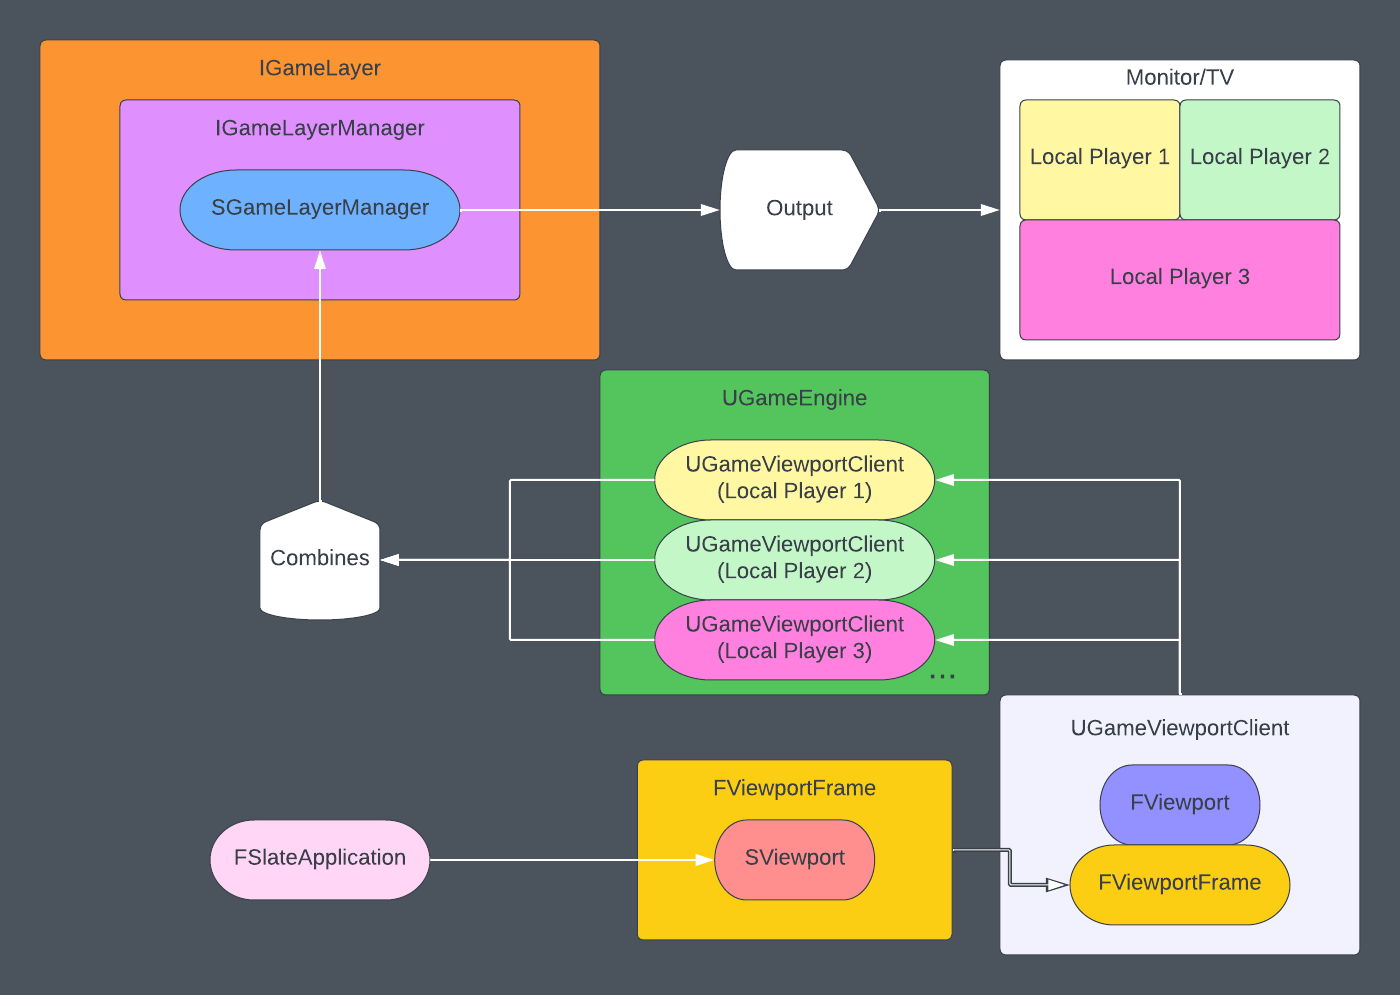 IGameLayer
IGameLayerManager
SGameLayerManager
Output
Monitor/TV
Local Player 1
Local Player 2
Local Player 3
UGameEngine
UGameViewportClient
(Local Player 1)
UGameViewportClient
(Local Player 2)
UGameViewportClient
(Local Player 3)
...
Combines
UGameViewportClient
FViewport
FViewportFrame
FViewportFrame
SViewport
FSlateApplication